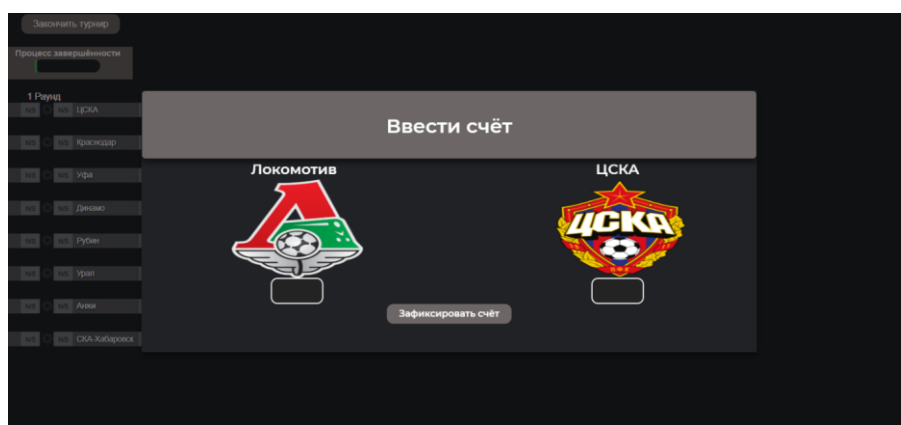 Закончить турнир
Процесс завершённости
1 Раунд
N/S N/S ЦСКА
N/S N/S Краснодар
N/S N/S Уфа
N/S N/S Динамо
N/S N/S Рубин
N/S N/S Урал
N/S N/S Анжи
N/S N/S СКА-Хабаровск
Ввести счёт
Локомотив ЦСКА
ЦСКА
Зафиксировать счёт